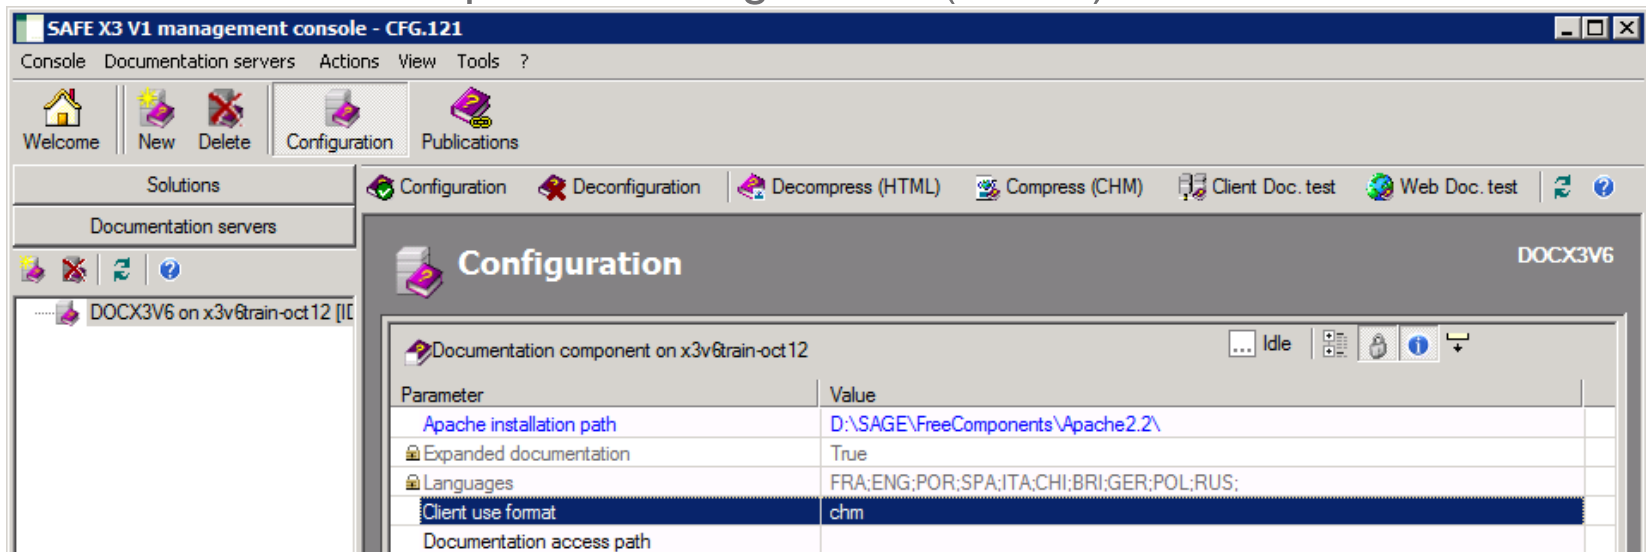 SAFE X3 V1 management console - CFG.121
Console Documentation servers Actions View Tools ?
Welcome New Delete Configuration Publications
Solutions
Configuration Deconfiguration Decompress (HTML) Compress (CHM) Client Doc. test Web Doc. test
Documentation servers
Configuration
DOCX3V6
DOCX3V6 on x3v6train-oct12 [IE
Documentation component on x3v6train-oct12
... Idle
Parameter Value
Apache installation path D:\SAGE\FreeComponents\Apache2.2\
Expanded documentation True
Languages FRA;ENG;POR;SPA;ITA;CHI;BRI;GER;POL;RUS;
Client use format chm
Documentation access path